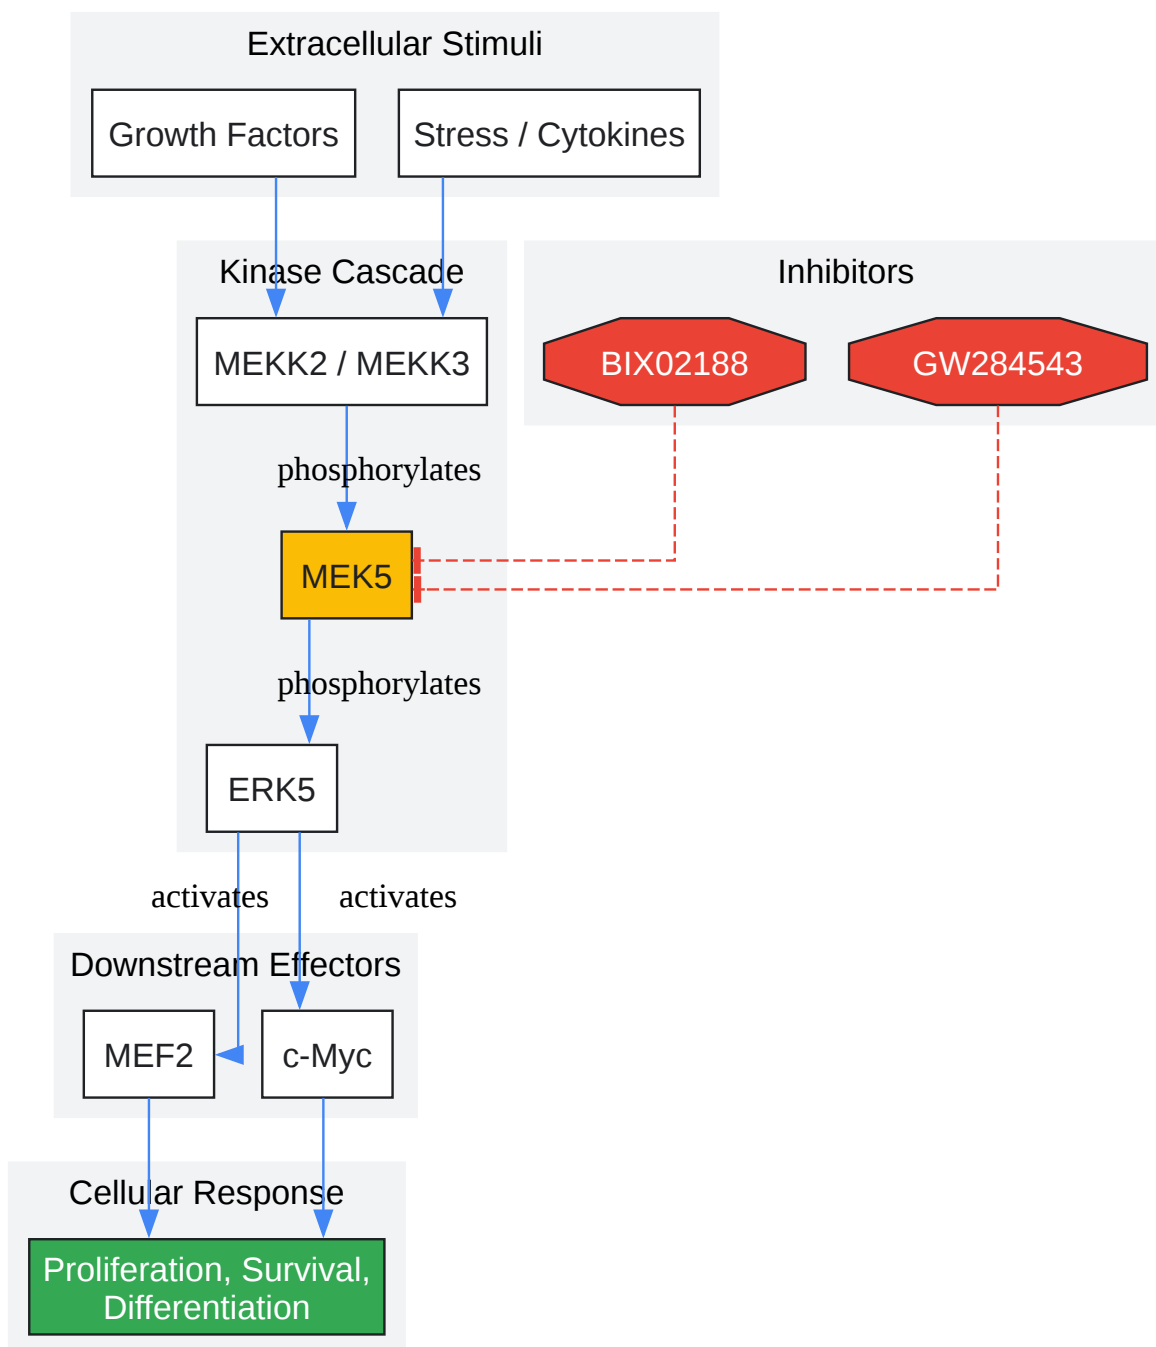 Extracellular Stimuli
Growth Factors
Stress / Cytokines
Kinase Cascade
Inhibitors
MEKK2 / MEKK3
BIX02188
GW284543
phosphorylates
MEK5
phosphorylates
ERK5
activates
activates
Downstream Effectors
MEF2
c-Myc
Cellular Response
Proliferation, Survival,
Differentiation